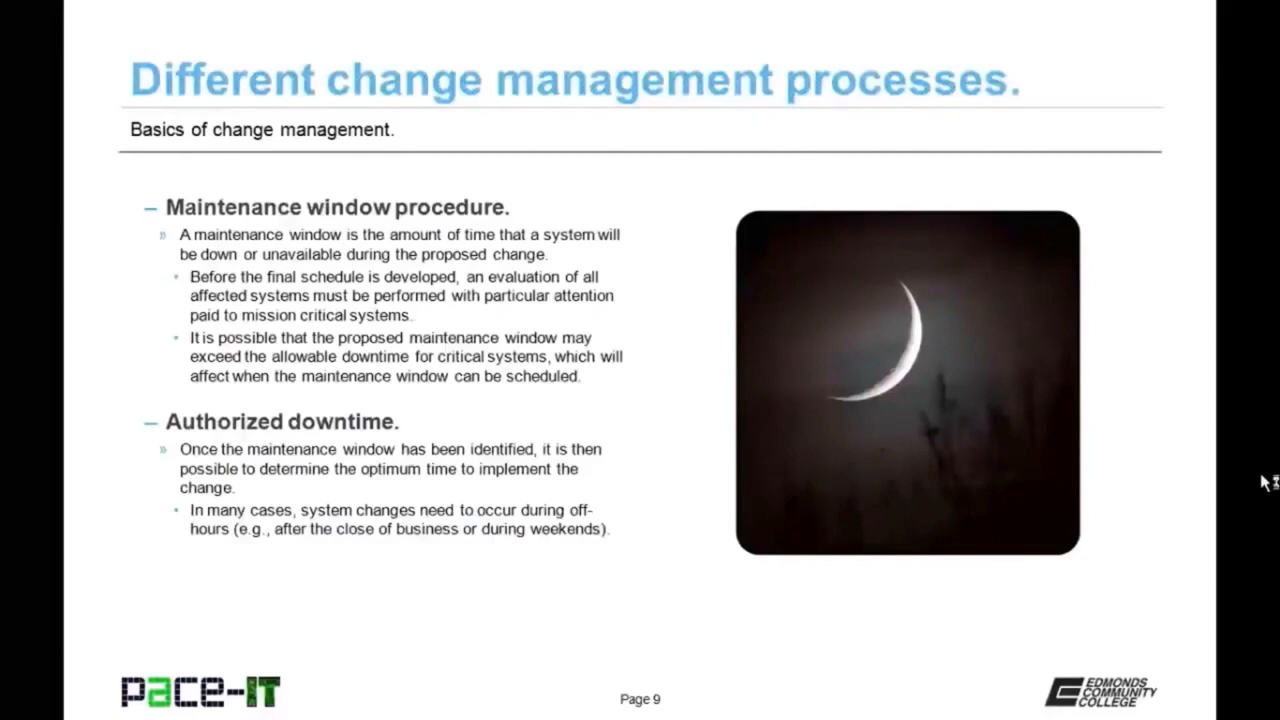 Different change management processes.
Basics of change management.
– Maintenance window procedure.
» A maintenance window is the amount of time that a system will
be down or unavailable during the proposed change.
• Before the final schedule is developed, an evaluation of all
affected systems must be performed with particular attention
paid to mission critical systems.
• It is possible that the proposed maintenance window may
exceed the allowable downtime for critical systems, which will
affect when the maintenance window can be scheduled.
– Authorized downtime.
» Once the maintenance window has been identified, it is then
possible to determine the optimum time to implement the
change.
• In many cases, system changes need to occur during off-
hours (e.g., after the close of business or during weekends).
pace-IT
Page 9
EDMONDS
COMMUNITY
COLLEGE